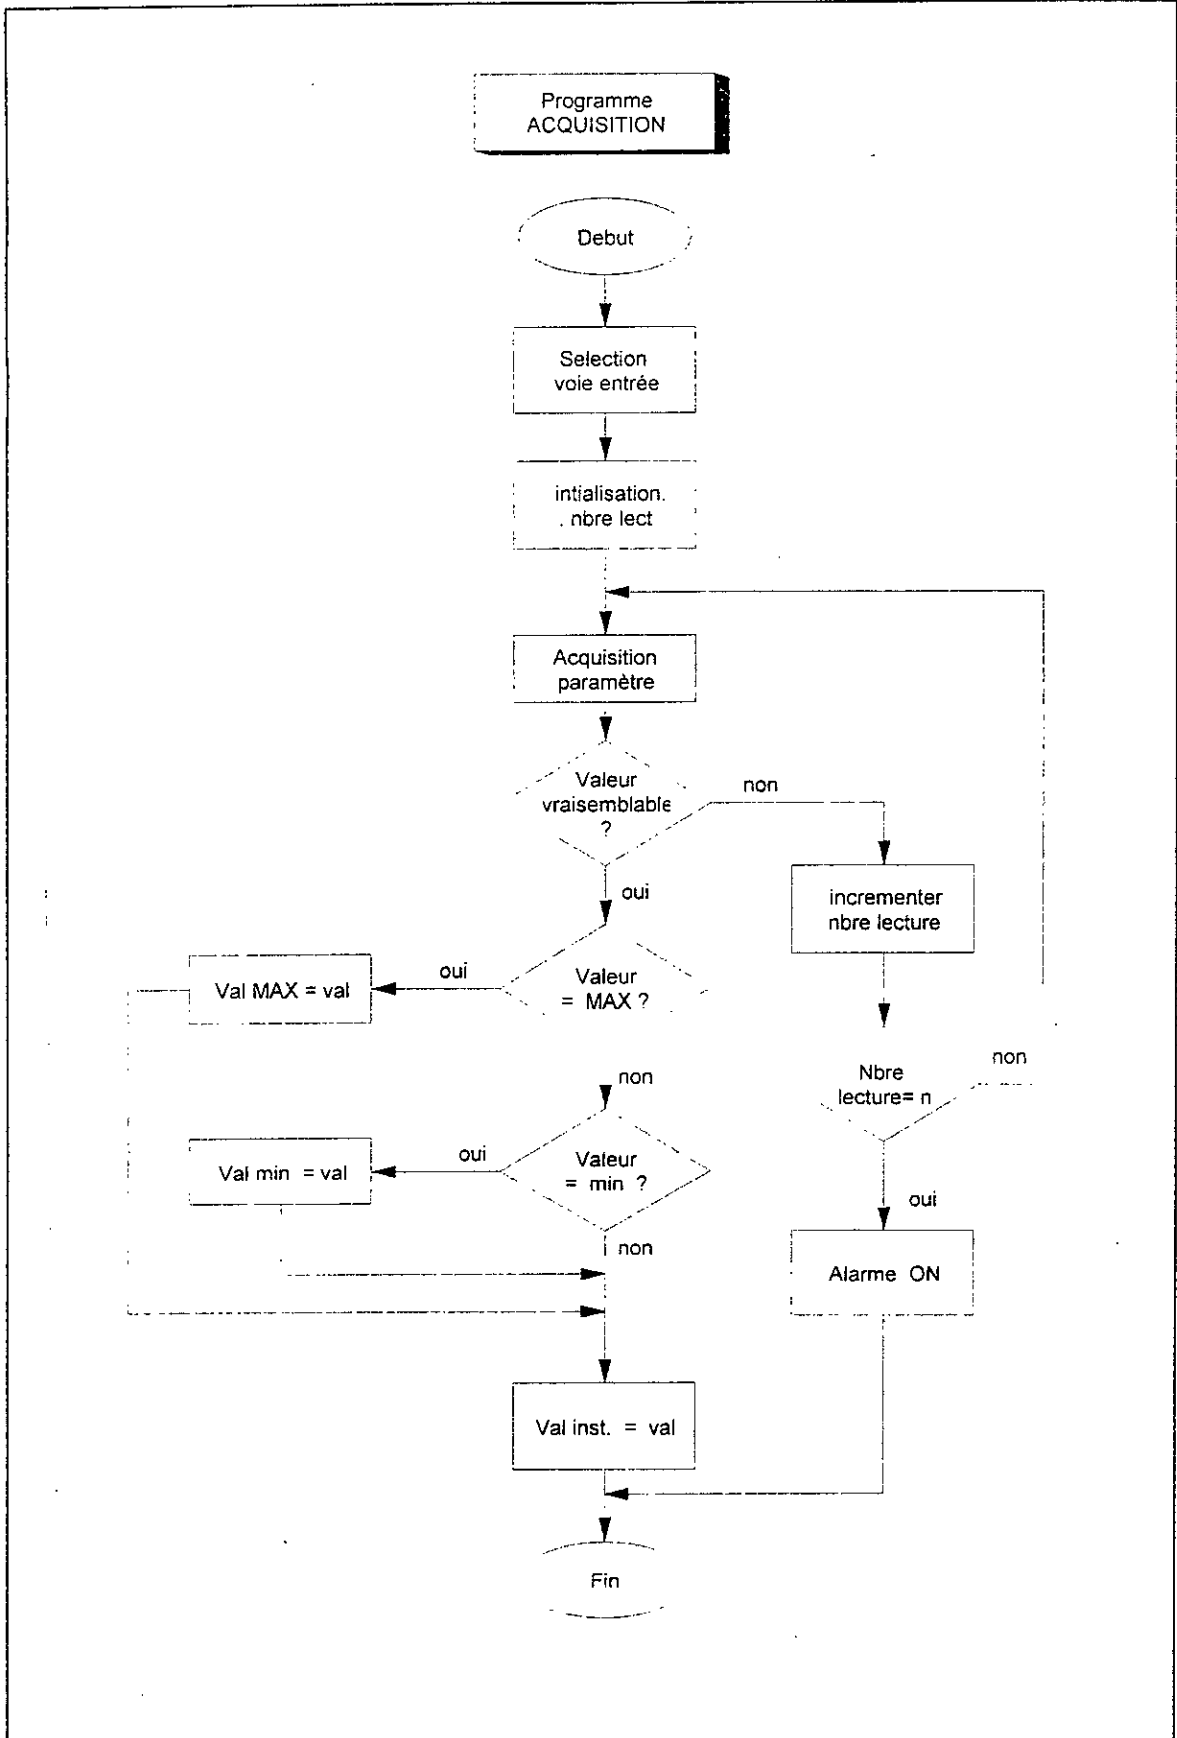 Programme
ACQUISITION
Debut
Selection
voie entrée
intialisation.
. nbre lect
Acquisition
paramètre
Valeur
vraisemblable
?
non
oui
incrementer
nbre lecture
Valeur
= MAX ?
oui
Val MAX = val
non
Nbre
lecture= n
non
Valeur
= min ?
oui
Val min = val
non
oui
Alarme ON
Val inst. = val
Fin